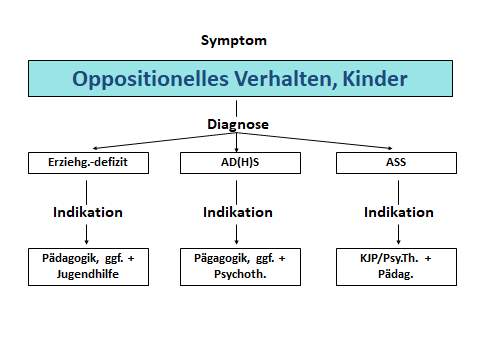 Symptom
Oppositionelles Verhalten, Kinder
Diagnose
Erziehg.-defizit
AD(H)S
ASS
Indikation
Indikation
Indikation
Pädagogik, ggf. +
Jugendhilfe
Pägagogik, ggf. +
Psychoth.
KJP/Psy.Th. +
Pädag.